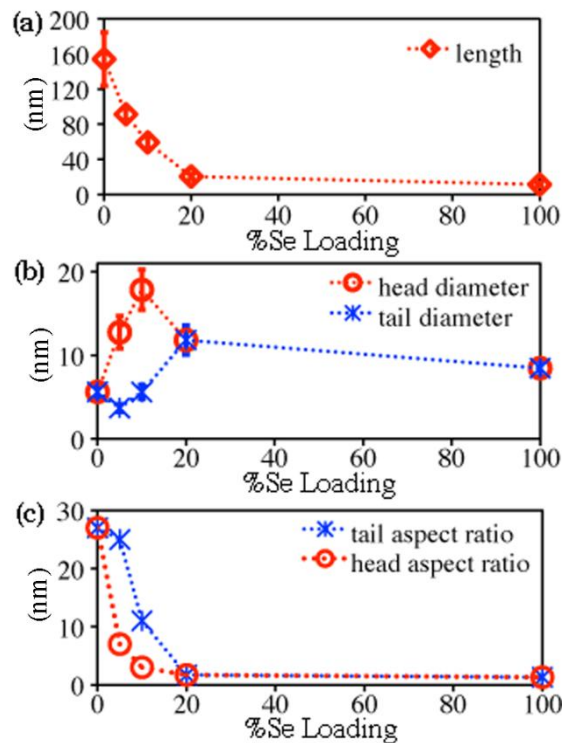 (a)
200
160
120
80
40
0
(nm)
length
0 20 40 60 80 100
%Se Loading
(b)
20
10
0
(nm)
head diameter
tail diameter
0 20 40 60 80 100
%Se Loading
(c)
30
20
10
0
(nm)
tail aspect ratio
head aspect ratio
0 20 40 60 80 100
%Se Loading